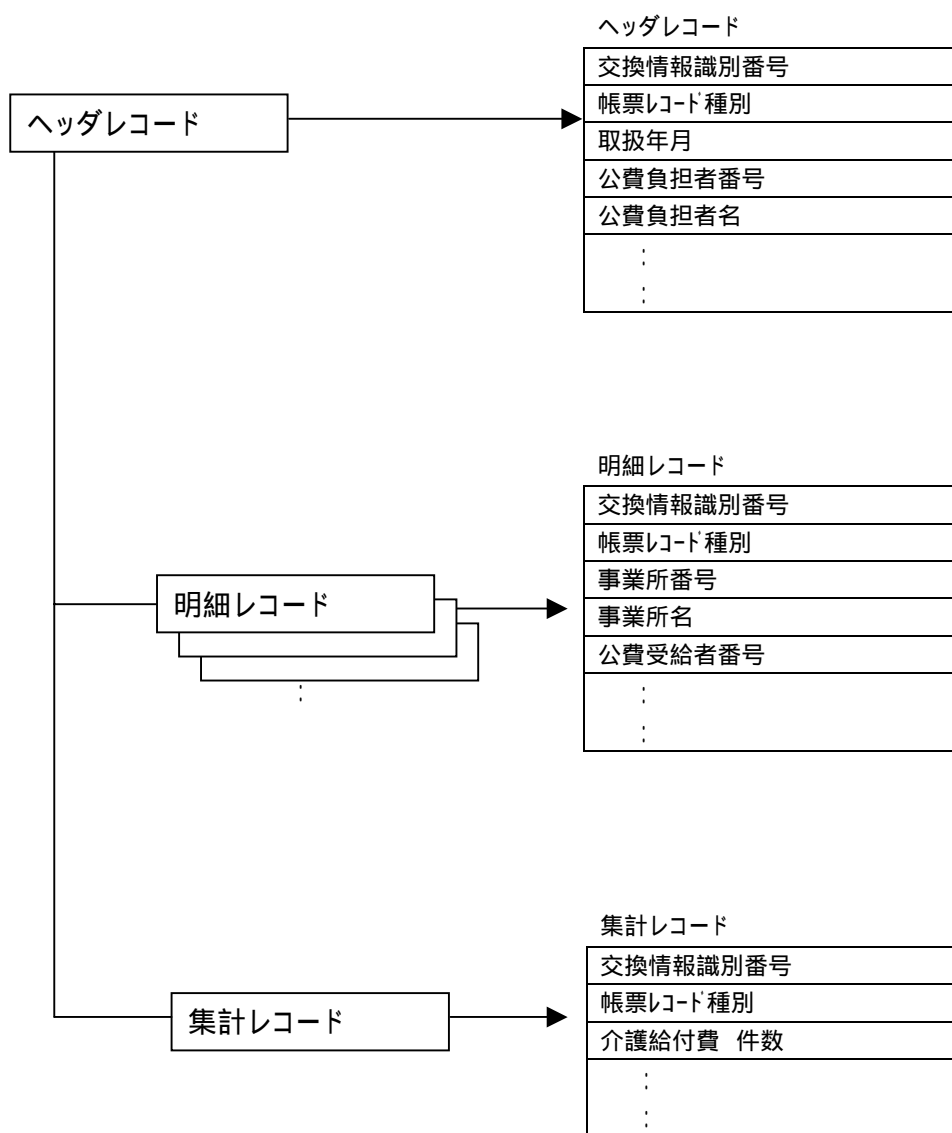 ヘッダレコード
交換情報識別番号
帳票ﾚｺｰﾄﾞ種別
取扱年月
公費負担者番号
公費負担者名
:
:
ヘッダレコード
明細レコード
交換情報識別番号
帳票ﾚｺｰﾄﾞ種別
事業所番号
事業所名
公費受給者番号
:
:
明細レコード
:
集計レコード
交換情報識別番号
帳票ﾚｺｰﾄﾞ種別
介護給付費 件数
:
:
集計レコード